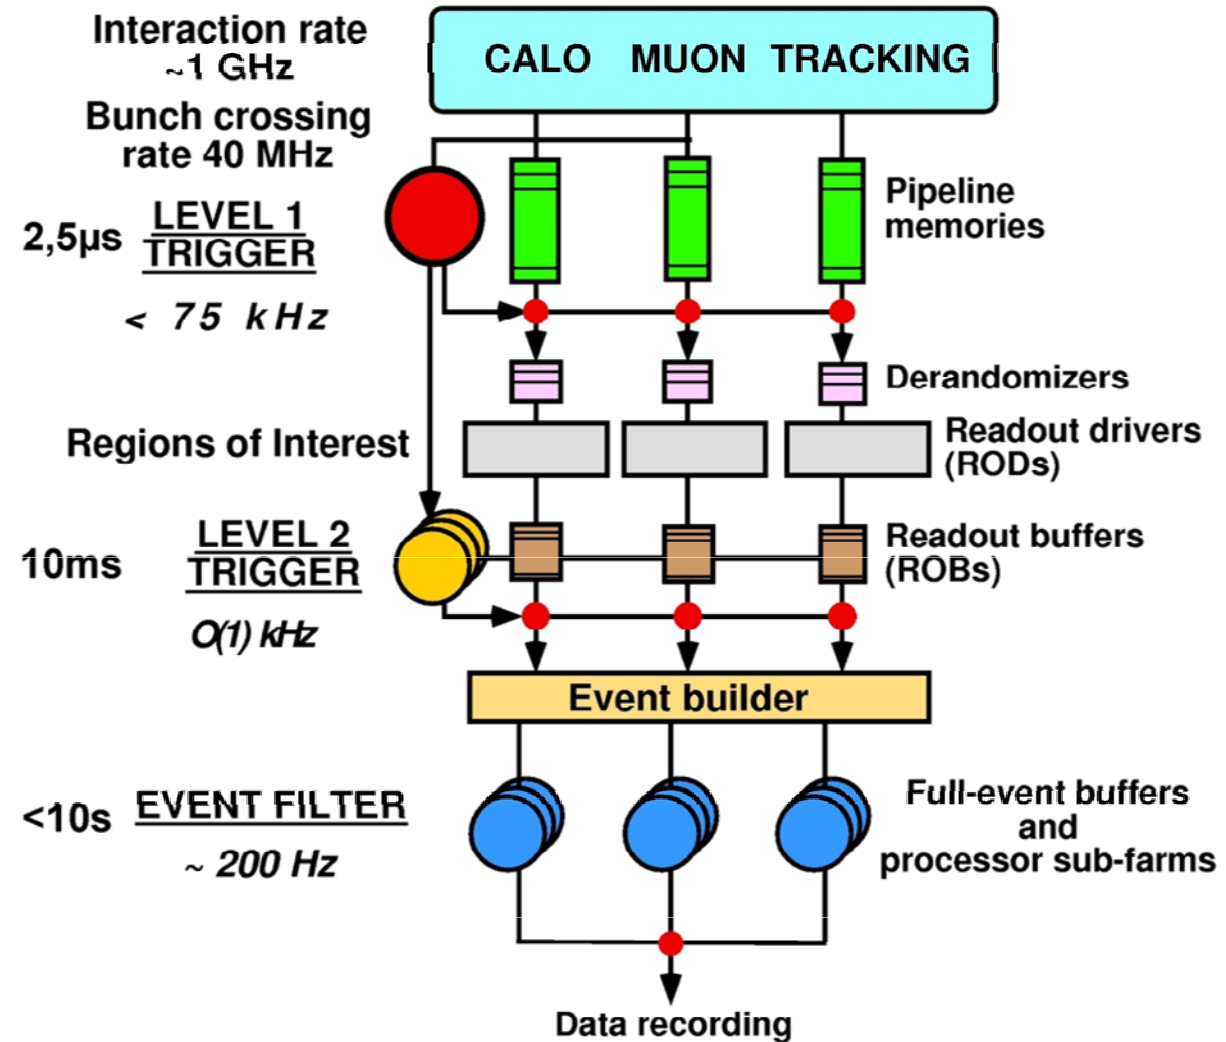 Interaction rate
~1 GHz
CALO MUON TRACKING
Bunch crossing
rate 40 MHz
Pipeline
memories
2,5µs
LEVEL 1
TRIGGER
< 75 kHz
Derandomizers
Regions of Interest
Readout drivers
(RODs)
LEVEL 2
TRIGGER
10ms
Readout buffers
(ROBs)
O(1) kHz
Event builder
<10s
EVENT FILTER
~ 200 Hz
Full-event buffers
and
processor sub-farms
Data recording